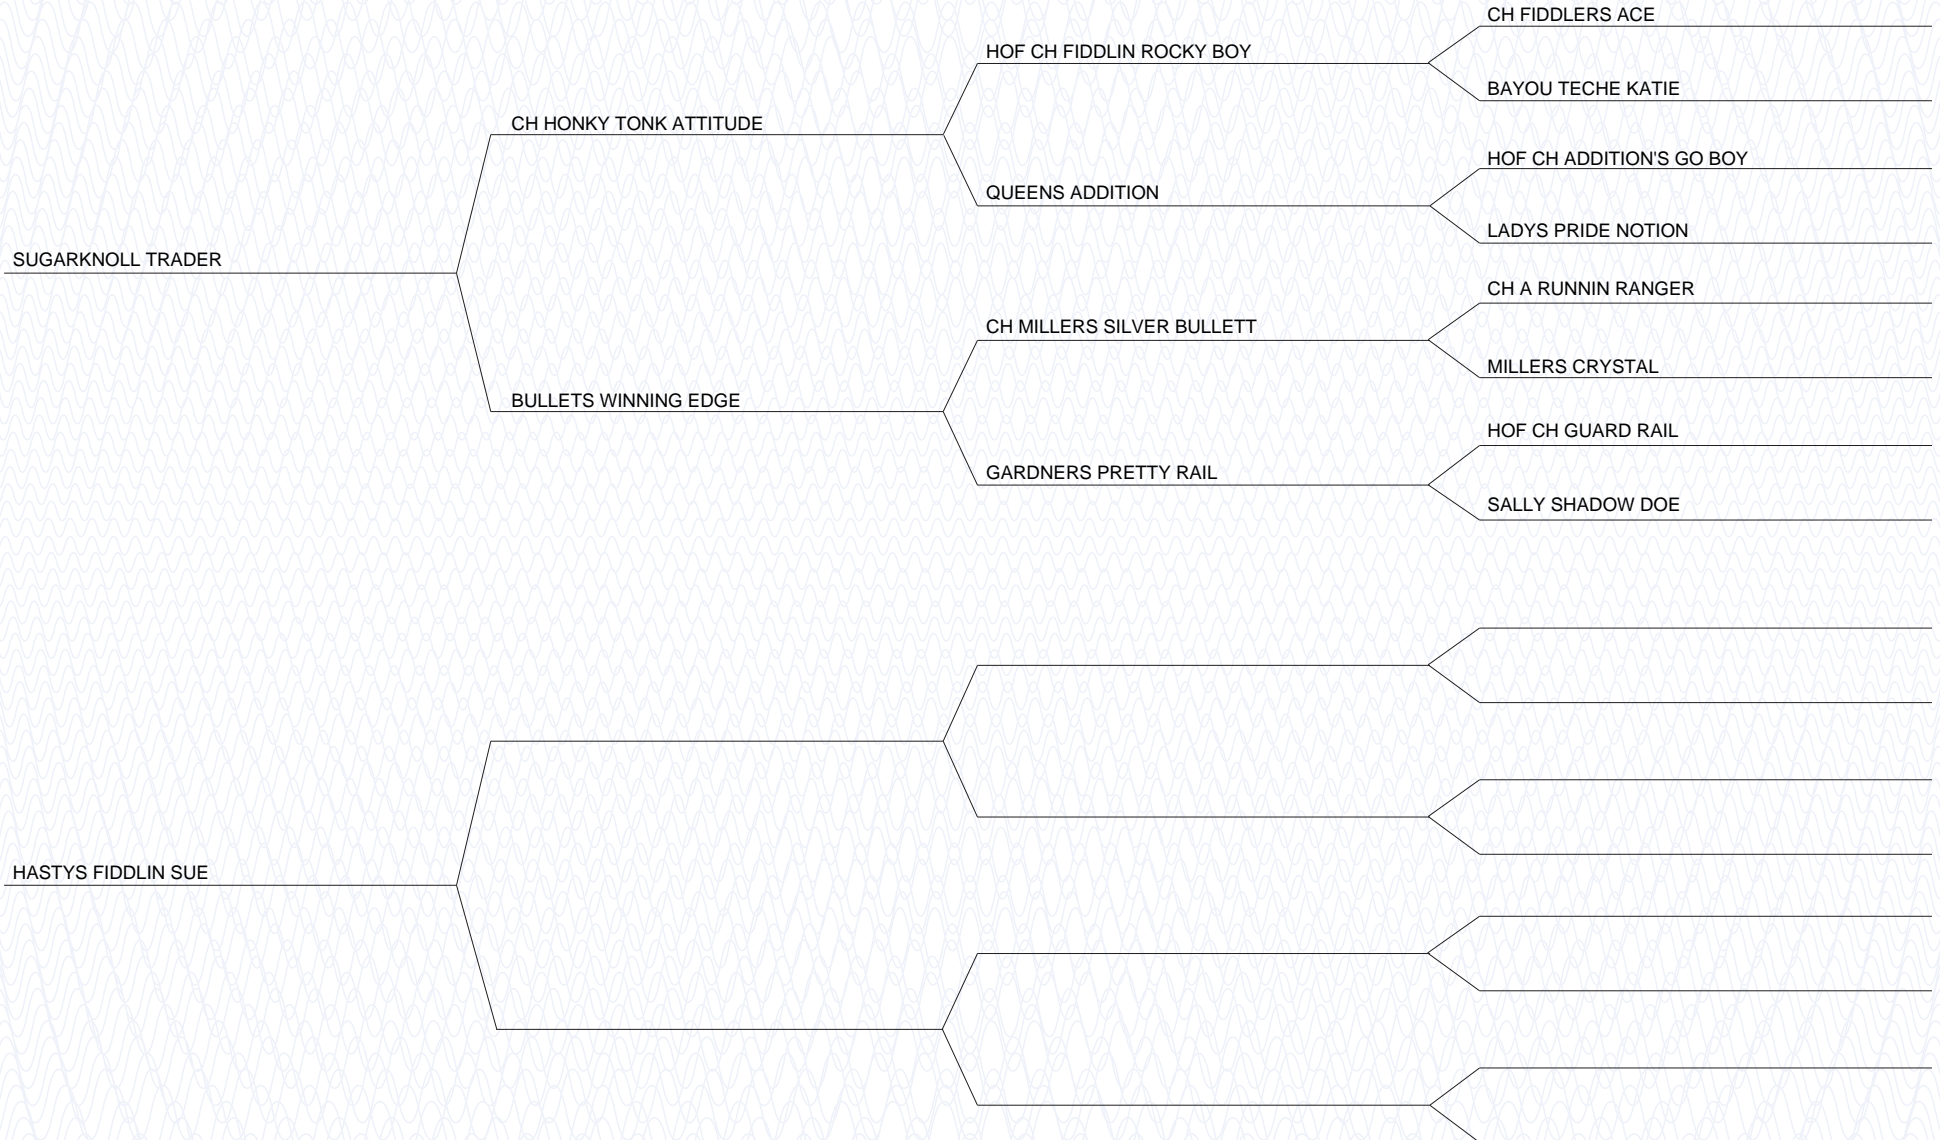 CH FIDDLERS ACE
HOF CH FIDDLIN ROCKY BOY
BAYOU TECHE KATIE
CH HONKY TONK ATTITUDE
HOF CH ADDITION'S GO BOY
QUEENS ADDITION
LADYS PRIDE NOTION
SUGARKNOLL TRADER
CH A RUNNIN RANGER
CH MILLERS SILVER BULLETT
MILLERS CRYSTAL
BULLETS WINNING EDGE
HOF CH GUARD RAIL
GARDNERS PRETTY RAIL
SALLY SHADOW DOE
HASTYS FIDDLIN SUE